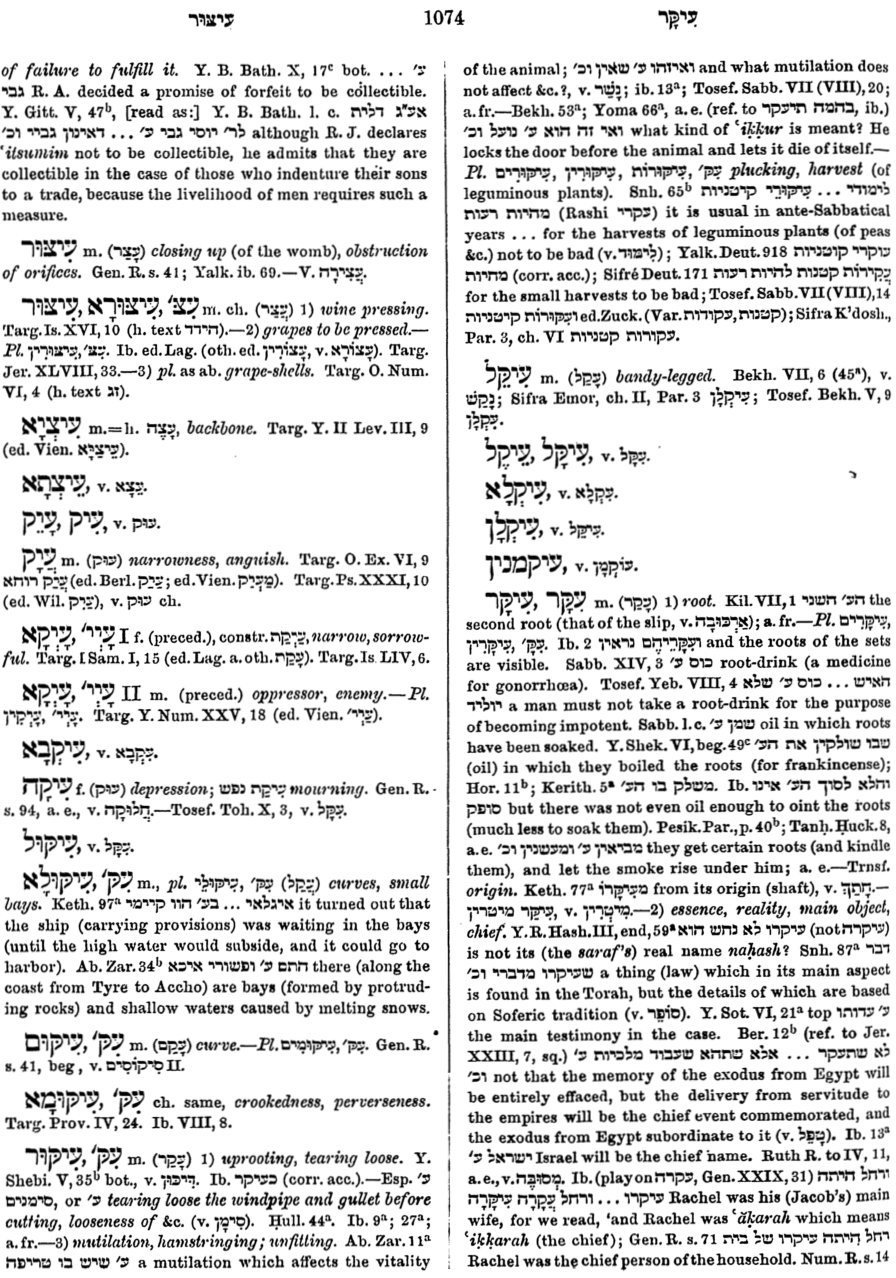 עיצור 1074 עיקר
of failure to fulfill it. Y. B. Bath. X, 17ᶜ bot. ... ע׳
גבי R. A. decided a promise of forfeit to be collectible.
Y. Gitt. V, 47ᵇ, [read as:] Y. B. Bath. l. c. אע״ג דלית
לר׳ יוסי גבי ע׳ ... דאינון גביי וכ׳ although R. J. declares
ʿitsumim not to be collectible, he admits that they are
collectible in the case of those who indenture their sons
to a trade, because the livelihood of men requires such a
measure.
עִיצּוּר m. (עָצַר) closing up (of the womb), obstruction
of orifices. Gen. R. s. 41; Yalk. ib. 69.—V. עֲצִירָה.
עִיצּוּר, עִיצּוּרָא, עִצּ׳ m. ch. (עֲצַר) 1) wine pressing.
Targ. Is. XVI, 10 (h. text הידד).—2) grapes to be pressed.—
Pl. עִיצּוּרִין, עִצּ׳. Ib. ed. Lag. (oth. ed. עָצוֹרִין, v. עָצוֹרָא). Targ.
Jer. XLVIII, 33.—3) pl. as ab. grape-shells. Targ. O. Num.
VI, 4 (h. text זג).
עִיצְיָא m.=h. עָצֶה, backbone. Targ. Y. II Lev. III, 9
(ed. Vien. עֵיצַיָּא).
עֵיצְתָא, v. עֵצָא.
עִיק, עָיֵק, v. עוּק.
עֲיָק m. (עוּק) narrowness, anguish. Targ. O. Ex. VI, 9
עֲיָק רוחא (ed. Berl. עֲיַק; ed. Vien. מֵעֲיָק). Targ. Ps. XXXI, 10
(ed. Wil. עָיֵק), v. עוּק ch.
עָיְקָא, עֲיִי׳ I f. (preced.), constr. עָיְקַת, narrow, sorrow-
ful. Targ. I Sam. I, 15 (ed. Lag. a. oth. עָקַת). Targ. Is. LIV, 6.
עָיְקָא, עֲיִי׳ II m. (preced.) oppressor, enemy.—Pl.
עָיְקִין, עֲיִי׳. Targ. Y. Num. XXV, 18 (ed. Vien. עֲיִי׳).
עִיקְבָא, v. עִקְבָא.
עִיקָה f. (עוּק) depression; עִיקַת נפש mourning. Gen. R.
s. 94, a. e., v. חֲלוּקָה.—Tosef. Toh. X, 3, v. עָקַל.
עִיקּוּל, v. עִקָּל.
עִיקּוּלָא, עִקּ׳ m., pl. עִיקּוּלֵי, עִקּ׳ (עֲקַל) curves, small
bays. Keth. 97ᵃ איגלאי ... בע׳ הוו קיימי it turned out that
the ship (carrying provisions) was waiting in the bays
(until the high water would subside, and it could go to
harbor). Ab. Zar. 34ᵇ התם ע׳ ופשורי איכא there (along the
coast from Tyre to Accho) are bays (formed by protrud-
ing rocks) and shallow waters caused by melting snows.
עִיקּוּם, עִקּ׳ m. (עָקַם) curve.—Pl. עִיקּוּמִים, עִקּ׳. Gen. R.
s. 41, beg, v. סִיקוֹסִים II.
עִיקּוּמָא, עִקּ׳ ch. same, crookedness, perverseness.
Targ. Prov. IV, 24. Ib. VIII, 8.
עִיקּוּר, עִקּ׳ m. (עָקַר) 1) uprooting, tearing loose. Y.
Shebi. V, 35ᵇ bot., v. הִיכּוּן. Ib. כעיקר (corr. acc.).—Esp. ע׳
סימנים, or ע׳ tearing loose the windpipe and gullet before
cutting, looseness of &c. (v. סִימָן). Ḥull. 44ᵃ. Ib. 9ᵃ; 27ᵃ;
a. fr.—3) mutilation, hamstringing; unfitting. Ab. Zar. 11ᵃ
ע׳ שיש בו טריפה a mutilation which affects the vitality
of the animal; ואיזהו ע׳ שאין וכ׳ and what mutilation does
not affect &c.?, v. נָשַׁר; ib. 13ᵃ; Tosef. Sabb. VII (VIII), 20;
a. fr.—Bekh. 53ᵃ; Yoma 66ᵃ, a. e. (ref. to בהמה תיעקר, ib.)
ואי זה הוא ע׳ נועל וכ׳ what kind of ʿiḳḳur is meant? He
locks the door before the animal and lets it die of itself.—
Pl. עִיקּוּרִים, עִיקּוּרִין, עִיקּוּרוֹת, עִקּ׳ plucking, harvest (of
leguminous plants). Snh. 65ᵇ לימודי ... עִיקּוּרֵי קיטניות
מהיות רעות (Rashi עקרי) it is usual in ante-Sabbatical
years ... for the harvests of leguminous plants (of peas
&c.) not to be bad (v. לִימּוּד); Yalk. Deut. 918 עוקרי קוטניות
מהיות (corr. acc.); Sifré Deut. 171 עֲקִירוֹת קטנות להיות רעות
for the small harvests to be bad; Tosef. Sabb. VII (VIII), 14
ועִקּוּרוֹת קיטניות ed. Zuck. (Var. קטנות, עקודות); Sifra K'dosh.,
Par. 3, ch. VI עקורות קטניות.
עִיקֵּל m. (עָקַל) bandy-legged. Bekh. VII, 6 (45ᵃ), v.
נָקַשׁ; Sifra Emor, ch. II, Par. 3 עִיקְּלָן; Tosef. Bekh. V, 9
עִקְּלָן.
עִיקָּל, עֵיקֶל, v. עִקָּל.
עִיקְלָא, v. עִקְלָא.
עִיקְּלָן, v. עִיקֵּל.
עיקמנין, v. עוֹקְמָן.
עִיקָּר, עִקָּר m. (עָקַר) 1) root. Kil. VII, 1 הע׳ השני the
second root (that of the slip, v. אַרְכּוּבָה); a. fr.—Pl. עִיקָּרִים,
עִיקָּרִין, עִקּ׳. Ib. 2 ועִקָּרֵיהֶם נראין and the roots of the sets
are visible. Sabb. XIV, 3 כוס ע׳ root-drink (a medicine
for gonorrhœa). Tosef. Yeb. VIII, 4 האיש ... כוס ע׳ שלא
יוליד a man must not take a root-drink for the purpose
of becoming impotent. Sabb. l. c. שמן ע׳ oil in which roots
have been soaked. Y. Shek. VI, beg. 49ᶜ שבו שולקין את הע׳
(oil) in which they boiled the roots (for frankincense);
Hor. 11ᵇ; Kerith. 5ᵃ משלק בו הע׳. Ib. והלא לסוך הע׳ אינו
סופק but there was not even oil enough to oint the roots
(much less to soak them). Pesik. Par., p. 40ᵇ; Tanḥ. Ḥuck. 8,
a. e. מביאין ע׳ ומעשנין וכ׳ they get certain roots (and kindle
them), and let the smoke rise under him; a. e.—Trnsf.
origin. Keth. 77ᵃ מעיקרו from its origin (shaft), v. חָתַךְ.—
עִיקַּר מיטרין, v. מִיטְרִין.—2) essence, reality, main object,
chief. Y. R. Hash. III, end, 59ᵃ עיקרו לא נחש הוא (not עיקרו)
is not its (the saraf's) real name naḥash? Snh. 87ᵃ דבר
שעיקרו מדברי וכ׳ a thing (law) which in its main aspect
is found in the Torah, but the details of which are based
on Soferic tradition (v. סוֹפֵר). Y. Sot. VI, 21ᵃ top ע׳ עדותו
the main testimony in the case. Ber. 12ᵇ (ref. to Jer.
XXIII, 7, sq.) לא שתעקר ... אלא שתהא שעבוד מלכיות ע׳
וכ׳ not that the memory of the exodus from Egypt will
be entirely effaced, but the delivery from servitude to
the empires will be the chief event commemorated, and
the exodus from Egypt subordinate to it (v. טָפֵל). Ib. 13ᵃ
ישראל ע׳ Israel will be the chief name. Ruth R. to IV, 11,
a. e., v. מְסוּבָּה. Ib. (play on עקרה, Gen. XXIX, 31) ורחל היתה
עיקרו ... ורחל עֲקָרָה עִיקָּרָהּ Rachel was his (Jacob's) main
wife, for we read, 'and Rachel was ʿăḳarah which means
ʿiḳḳarah (the chief); Gen. R. s. 71 רחל היתה עיקרו של בית
Rachel was the chief person of the household. Num. R. s. 14